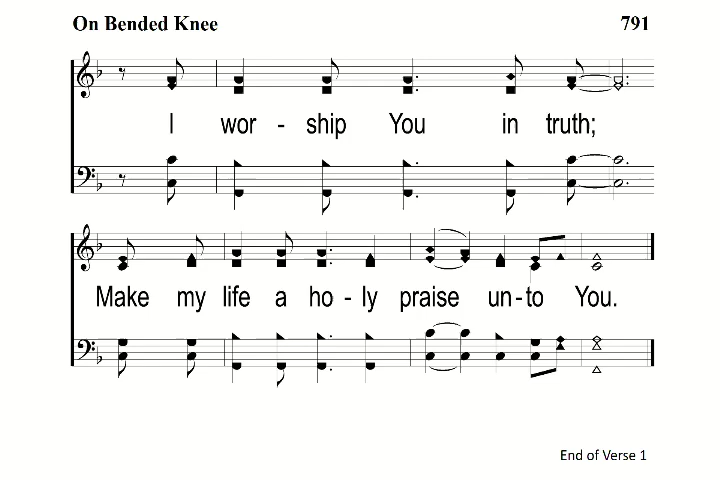 On Bended Knee 791
I wor - ship You in truth;
Make my life a ho - ly praise un - to You.
End of Verse 1